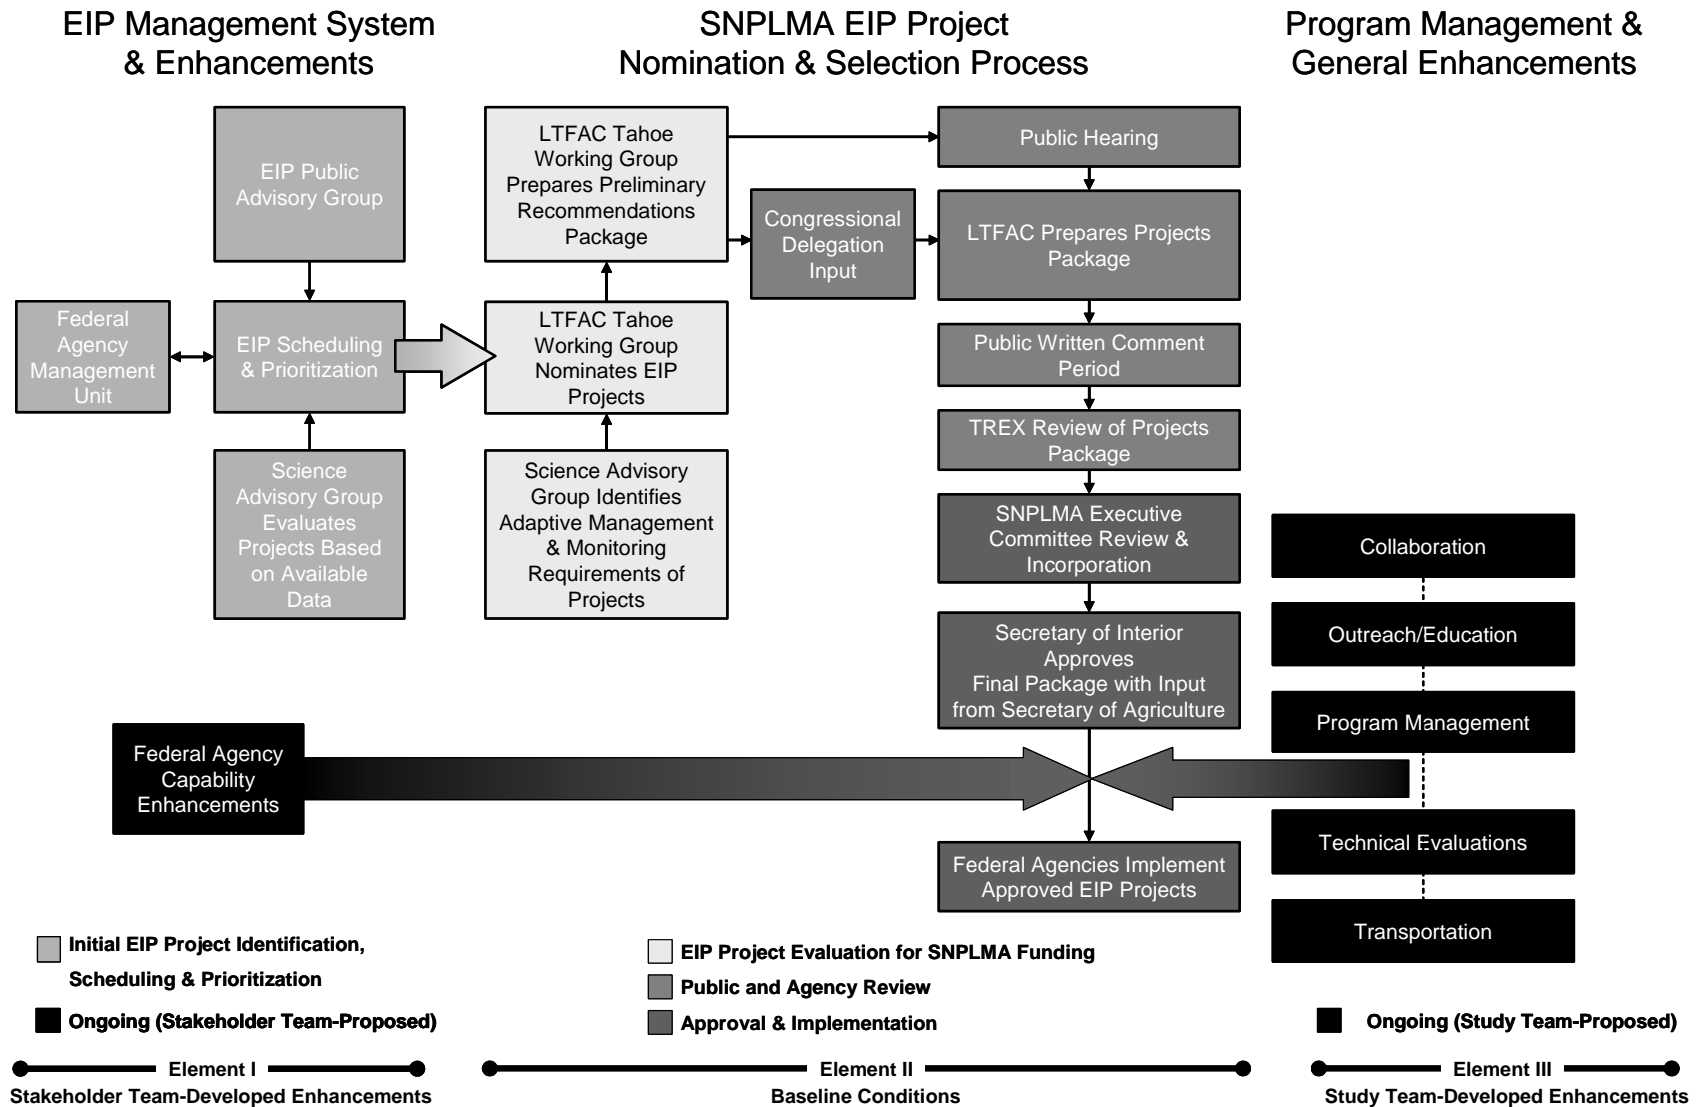 EIP Management System
& Enhancements
SNPLMA EIP Project
Nomination & Selection Process
Program Management &
General Enhancements
EIP Public
Advisory Group
Federal
Agency
Management
Unit
EIP Scheduling
& Prioritization
Science
Advisory Group
Evaluates
Projects Based
on Available
Data
LTFAC Tahoe
Working Group
Prepares Preliminary
Recommendations
Package
LTFAC Tahoe
Working Group
Nominates EIP
Projects
Science Advisory
Group Identifies
Adaptive Management
& Monitoring
Requirements of
Projects
Congressional
Delegation
Input
Public Hearing
LTFAC Prepares Projects
Package
Public Written Comment
Period
TREX Review of Projects
Package
SNPLMA Executive
Committee Review &
Incorporation
Secretary of Interior
Approves
Final Package with Input
from Secretary of Agriculture
Federal Agencies Implement
Approved EIP Projects
Federal Agency
Capability
Enhancements
Collaboration
Outreach/Education
Program Management
Technical Evaluations
Transportation
Initial EIP Project Identification,
Scheduling & Prioritization
Ongoing (Stakeholder Team-Proposed)
EIP Project Evaluation for SNPLMA Funding
Public and Agency Review
Approval & Implementation
Ongoing (Study Team-Proposed)
Element I
Stakeholder Team-Developed Enhancements
Element II
Baseline Conditions
Element III
Study Team-Developed Enhancements